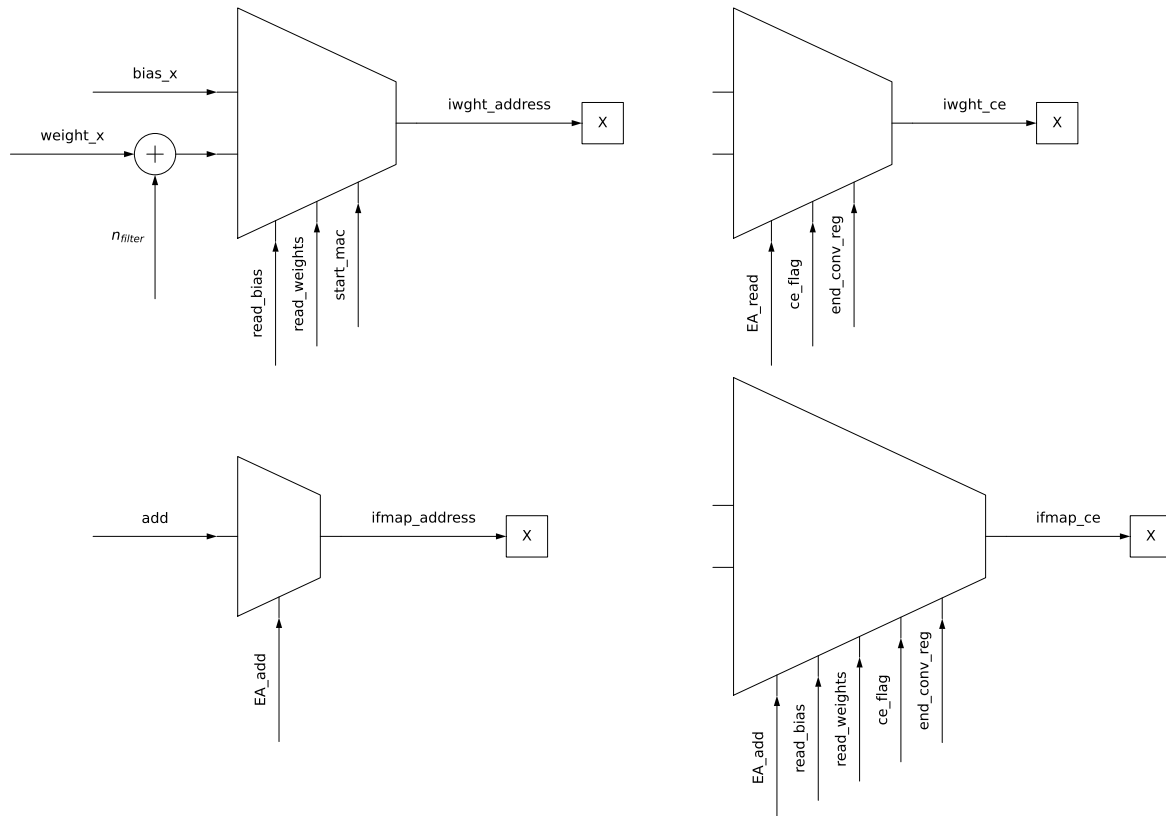 bias_x
weight_x
+
n_filter
read_bias
read_weights
start_mac
iwght_address
X
EA_read
ce_flag
end_conv_reg
iwght_ce
X
add
EA_add
ifmap_address
X
EA_add
read_bias
read_weights
ce_flag
end_conv_reg
ifmap_ce
X